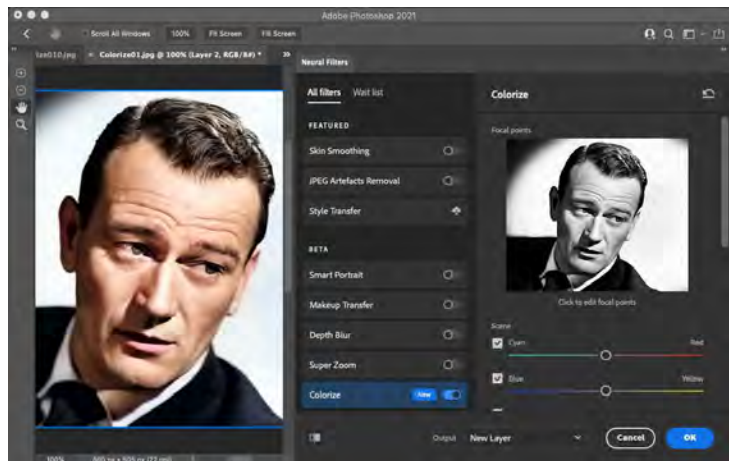 Adobe Photoshop 2021
Scroll All Windows 100% Fit Screen Fill Screen
ize010.jpg × Colorize01.jpg @ 100% (Layer 2, RGB/8#) * »
Neural Filters
All filters Wait list
FEATURED
Skin Smoothing
JPEG Artefacts Removal
Style Transfer
BETA
Smart Portrait
Makeup Transfer
Depth Blur
Super Zoom
Colorize New
Colorize
Focal points
Click to edit focal points
Scene
Cyan Red
Blue Yellow
Output New Layer
Cancel OK
100%